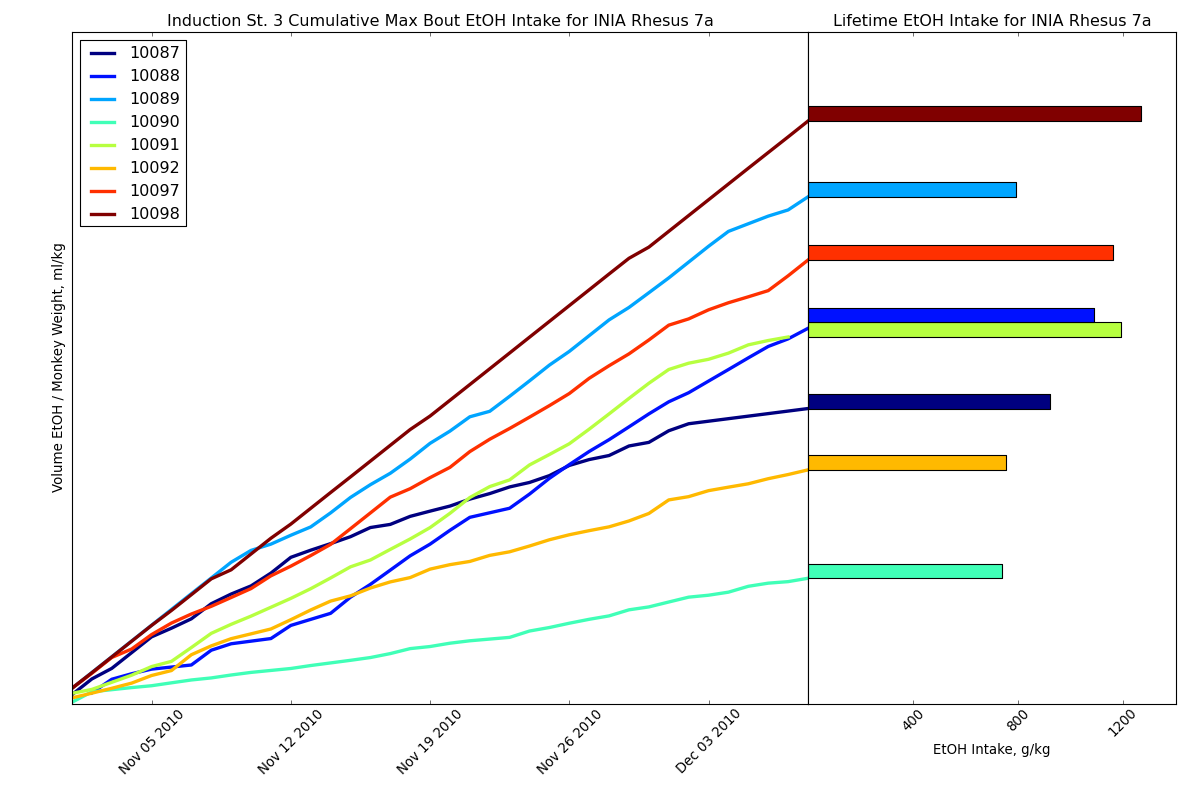 Induction St. 3 Cumulative Max Bout EtOH Intake for INIA Rhesus 7a
Lifetime EtOH Intake for INIA Rhesus 7a
10087
10088
10089
10090
10091
10092
10097
10098
Volume EtOH / Monkey Weight, ml/kg
Nov 05 2010
Nov 12 2010
Nov 19 2010
Nov 26 2010
Dec 03 2010
400
800
1200
EtOH Intake, g/kg